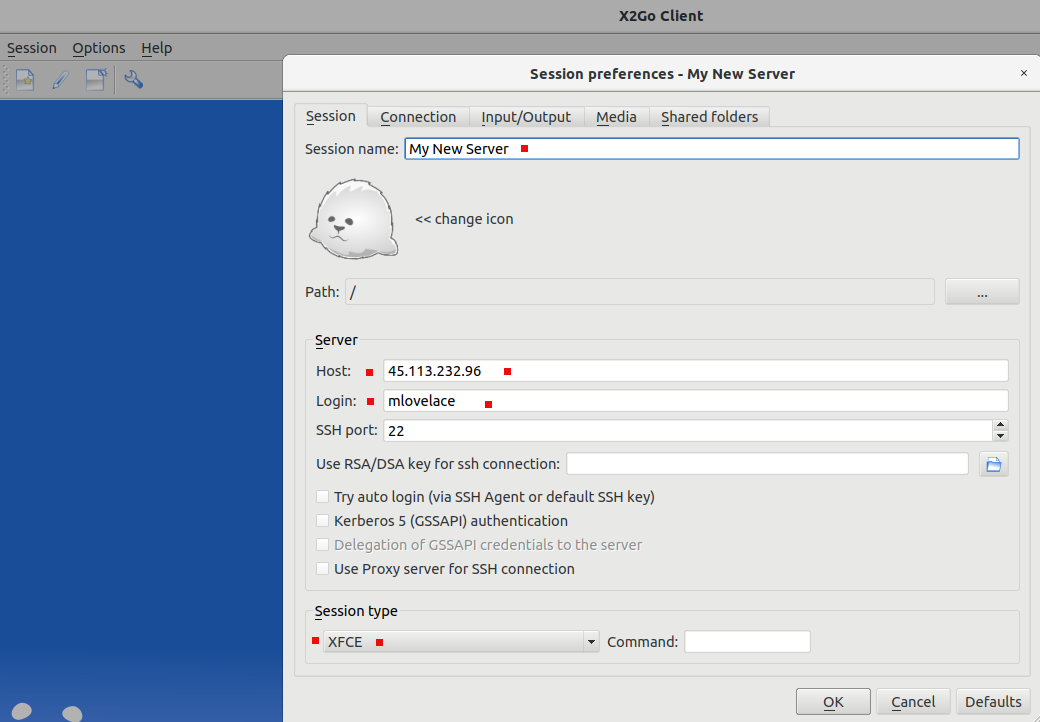 X2Go Client
Session Options Help
Session preferences - My New Server ×
Session Connection Input/Output Media Shared folders
Session name: My New Server
<< change icon
Path: / ...
Server
Host: 45.113.232.96
Login: mlovelace
SSH port: 22
Use RSA/DSA key for ssh connection:
Try auto login (via SSH Agent or default SSH key)
Kerberos 5 (GSSAPI) authentication
Delegation of GSSAPI credentials to the server
Use Proxy server for SSH connection
Session type
XFCE Command:
OK Cancel Defaults